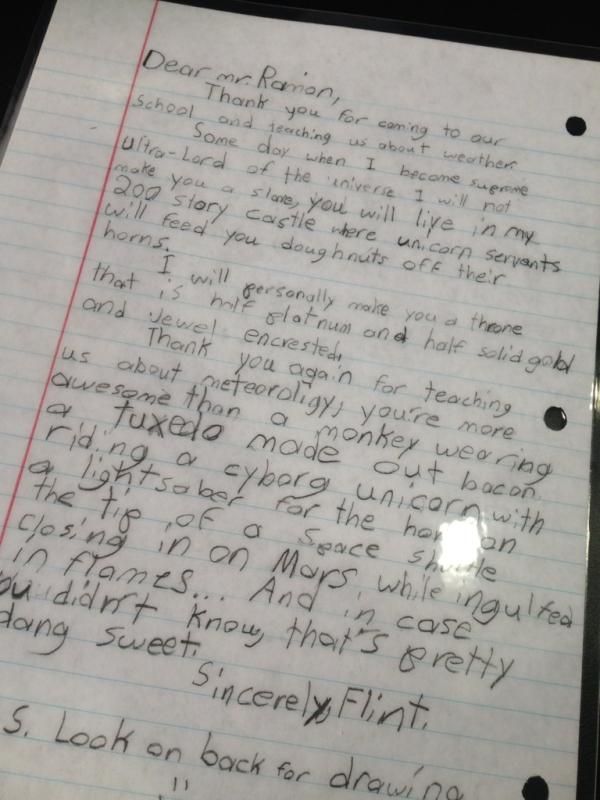 Dear mr. Ramon,
Thank you for coming to our
school and teaching us about weather.
Some day when I become supreme
ultra-Lord of the universe I will not
make you a slave, you will live in my
200 story castle where unicorn servants
will feed you doughnuts off their
horns.
I will personally make you a throne
that is half platnum and half solid gold
and jewel encrested.
Thank you again for teaching
us about meteoroligy, you're more
awesome than a monkey wearing
a tuxedo made out bacon
riding a cyborg unicorn with
a lightsaber for the on
the tip of a space
closing in on Mars, while ingulfed
in flames... And in case
ou didn't know, that's pretty
dang sweet.
Sincerely, Flint.
S. Look on back for drawing